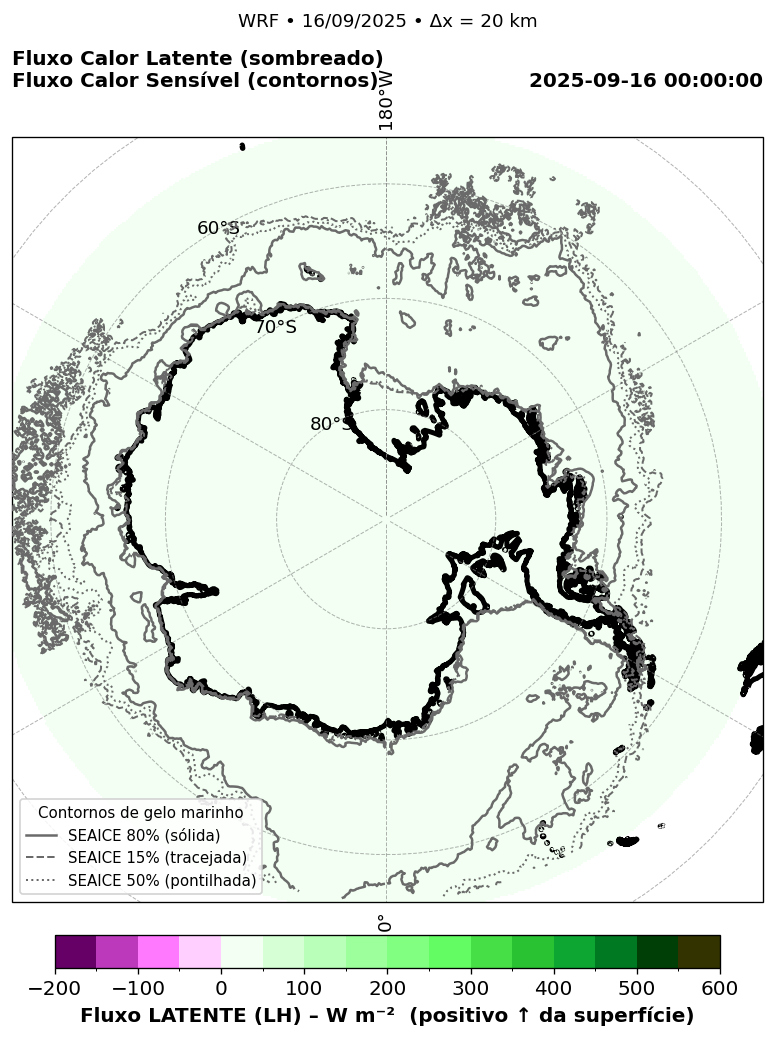 WRF • 16/09/2025 • Δx = 20 km
Fluxo Calor Latente (sombreado)
Fluxo Calor Sensível (contornos)
2025-09-16 00:00:00
180°W
60°S
70°S
80°S
Contornos de gelo marinho
SEAICE 80% (sólida)
SEAICE 15% (tracejada)
SEAICE 50% (pontilhada)
0°
−200 −100 0 100 200 300 400 500 600
Fluxo LATENTE (LH) – W m⁻² (positivo ↑ da superfície)